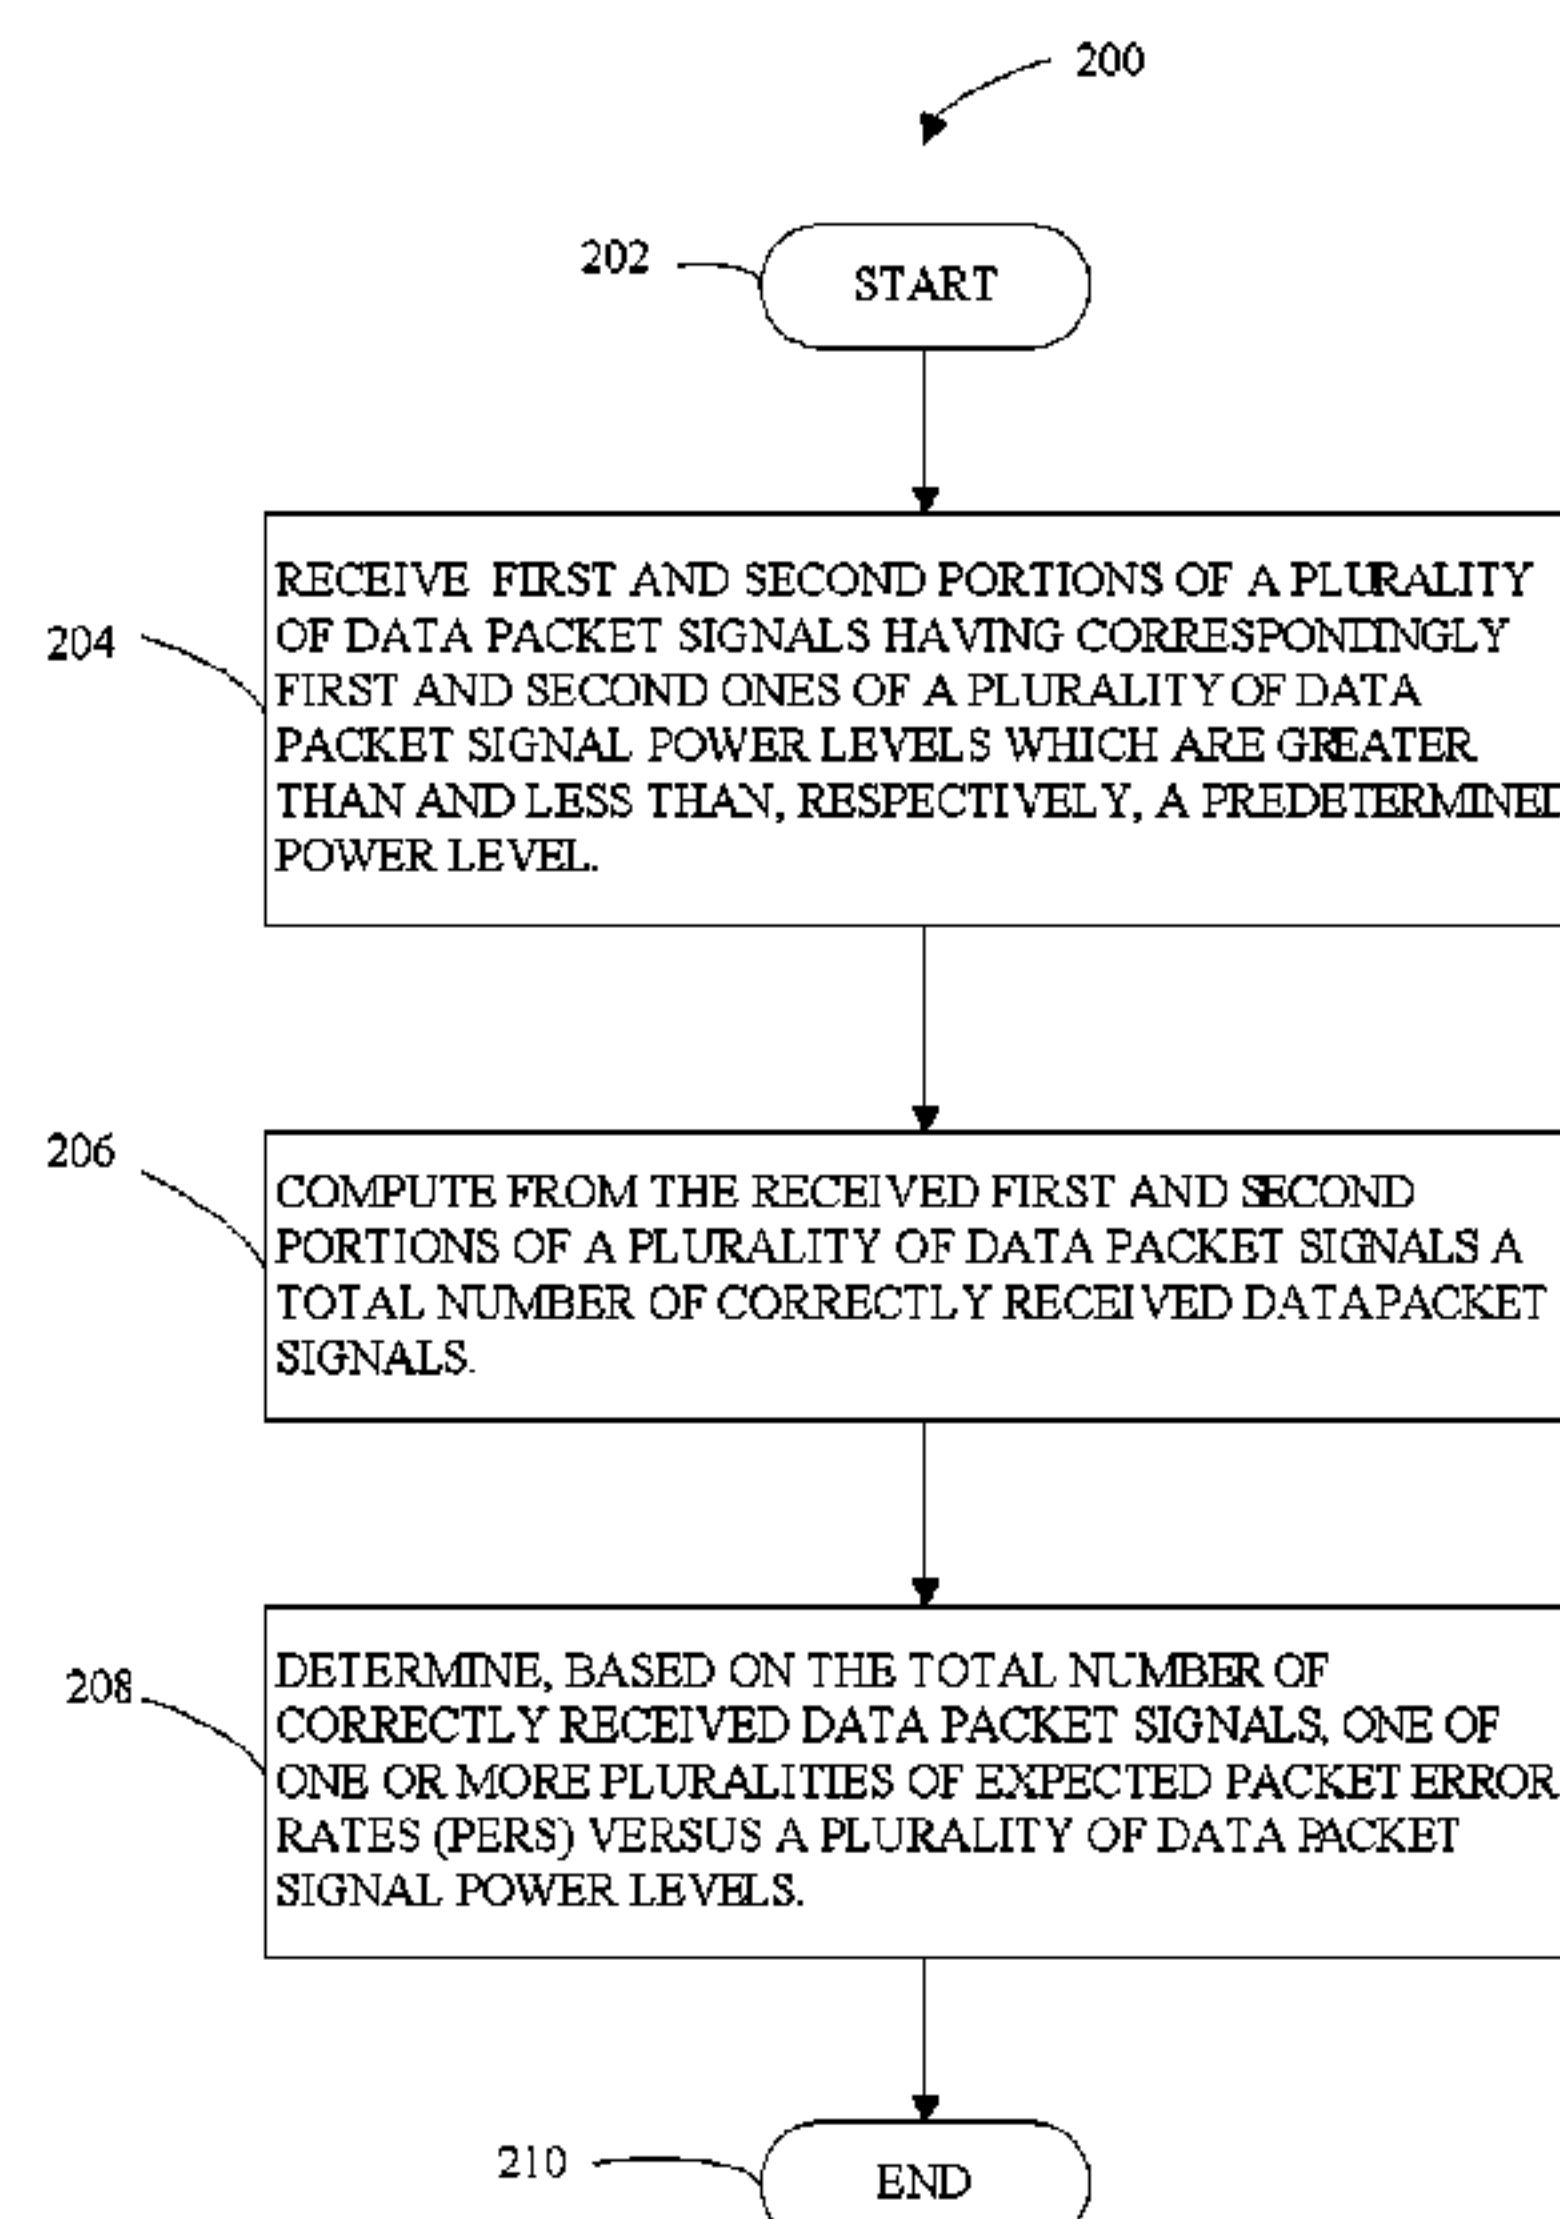 200
202
START
204
RECEIVE FIRST AND SECOND PORTIONS OF A PLURALITY
OF DATA PACKET SIGNALS HAVING CORRESPONDINGLY
FIRST AND SECOND ONES OF A PLURALITY OF DATA
PACKET SIGNAL POWER LEVELS WHICH ARE GREATER
THAN AND LESS THAN, RESPECTIVELY, A PREDETERMINED
POWER LEVEL.
206
COMPUTE FROM THE RECEIVED FIRST AND SECOND
PORTIONS OF A PLURALITY OF DATA PACKET SIGNALS A
TOTAL NUMBER OF CORRECTLY RECEIVED DATA PACKET
SIGNALS.
208
DETERMINE, BASED ON THE TOTAL NUMBER OF
CORRECTLY RECEIVED DATA PACKET SIGNALS, ONE OF
ONE OR MORE PLURALITIES OF EXPECTED PACKET ERROR
RATES (PERS) VERSUS A PLURALITY OF DATA PACKET
SIGNAL POWER LEVELS.
210
END